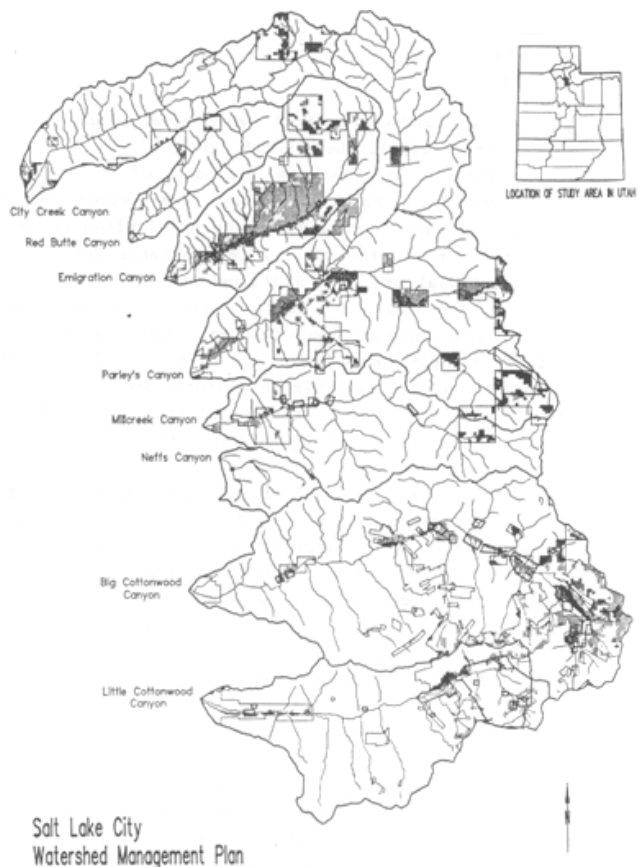 LOCATION OF STUDY AREA IN UTAH
City Creek Canyon
Red Butte Canyon
Emigration Canyon
Parley's Canyon
Millcreek Canyon
Neffs Canyon
Big Cottonwood
Canyon
Little Cottonwood
Canyon
N
Salt Lake City
Watershed Management Plan